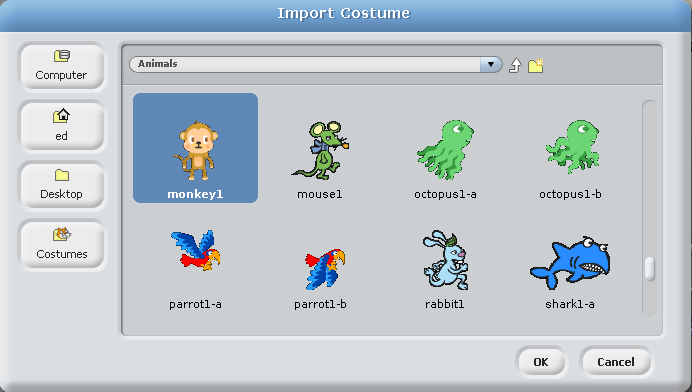 Import Costume
Computer
ed
Desktop
Costumes
Animals
monkey1
mouse1
octopus1-a
octopus1-b
parrot1-a
parrot1-b
rabbit1
shark1-a
OK
Cancel